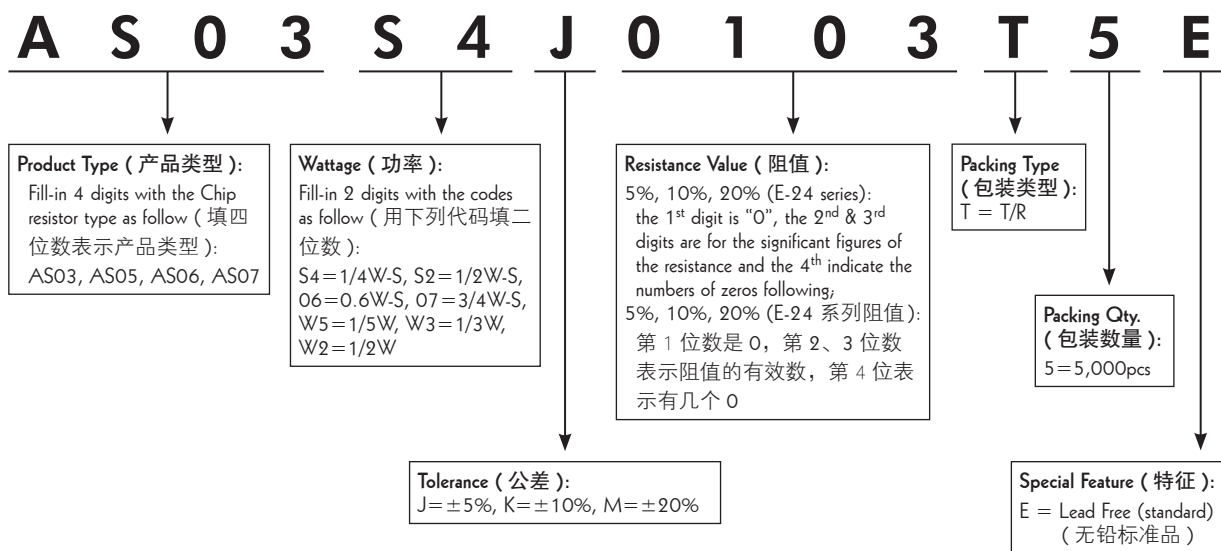 A S 0 3 S 4 J 0 1 0 3 T 5 E
Product Type ( 产品类型 ):
Fill-in 4 digits with the Chip
resistor type as follow ( 填四
位数表示产品类型 ):
AS03, AS05, AS06, AS07
Wattage ( 功率 ):
Fill-in 2 digits with the codes
as follow ( 用下列代码填二
位数 ):
S4=1/4W-S, S2=1/2W-S,
06=0.6W-S, 07=3/4W-S,
W5=1/5W, W3=1/3W,
W2=1/2W
Resistance Value ( 阻值 ):
5%, 10%, 20% (E-24 series):
the 1st digit is “0”, the 2nd & 3rd
digits are for the significant figures of
the resistance and the 4th indicate the
numbers of zeros following;
5%, 10%, 20% (E-24 系列阻值):
第 1 位数是 0，第 2、3 位数
表示阻值的有效数，第 4 位表
示有几个 0
Packing Type
( 包装类型 ):
T = T/R
Packing Qty.
( 包装数量 ):
5=5,000pcs
Tolerance ( 公差 ):
J=±5%, K=±10%, M=±20%
Special Feature ( 特征 ):
E = Lead Free (standard)
( 无铅标准品 )